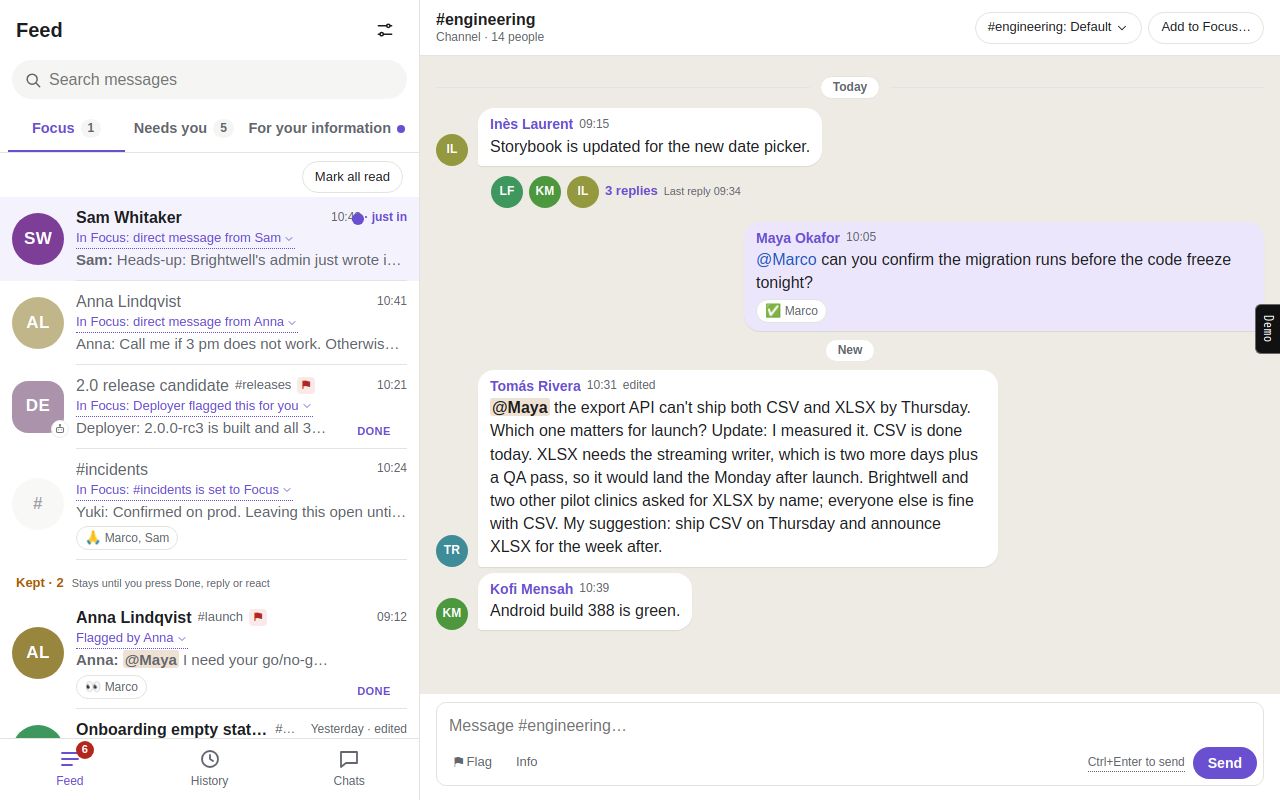 Feed
Search messages
Focus 1
Needs you 5
For your information
Mark all read
SW
Sam Whitaker
· just in
In Focus: direct message from Sam
Sam: Heads-up: Brightwell's admin just wrote i…
AL
Anna Lindqvist
10:41
In Focus: direct message from Anna
Anna: Call me if 3 pm does not work. Otherwis…
DE
2.0 release candidate #releases
10:21
In Focus: Deployer flagged this for you
Deployer: 2.0.0-rc3 is built and all 3…
DONE
#
#incidents
10:24
In Focus: #incidents is set to Focus
Yuki: Confirmed on prod. Leaving this open unti…
🙏 Marco, Sam
Kept · 2 Stays until you press Done, reply or react
AL
Anna Lindqvist #launch
09:12
Flagged by Anna
Anna: @Maya I need your go/no-g…
👀 Marco
DONE
Onboarding empty stat… #… Yesterday · edited
6
Feed
History
Chats
#engineering
Channel · 14 people
#engineering: Default
Add to Focus…
Today
IL
Inès Laurent 09:15
Storybook is updated for the new date picker.
LF KM IL 3 replies Last reply 09:34
Maya Okafor 10:05
@Marco can you confirm the migration runs before the code freeze
tonight?
✅ Marco
New
TR
Tomás Rivera 10:31 edited
@Maya the export API can't ship both CSV and XLSX by Thursday.
Which one matters for launch? Update: I measured it. CSV is done
today. XLSX needs the streaming writer, which is two more days plus
a QA pass, so it would land the Monday after launch. Brightwell and
two other pilot clinics asked for XLSX by name; everyone else is fine
with CSV. My suggestion: ship CSV on Thursday and announce
XLSX for the week after.
KM
Kofi Mensah 10:39
Android build 388 is green.
Message #engineering…
Flag
Info
Ctrl+Enter to send
Send
Demo